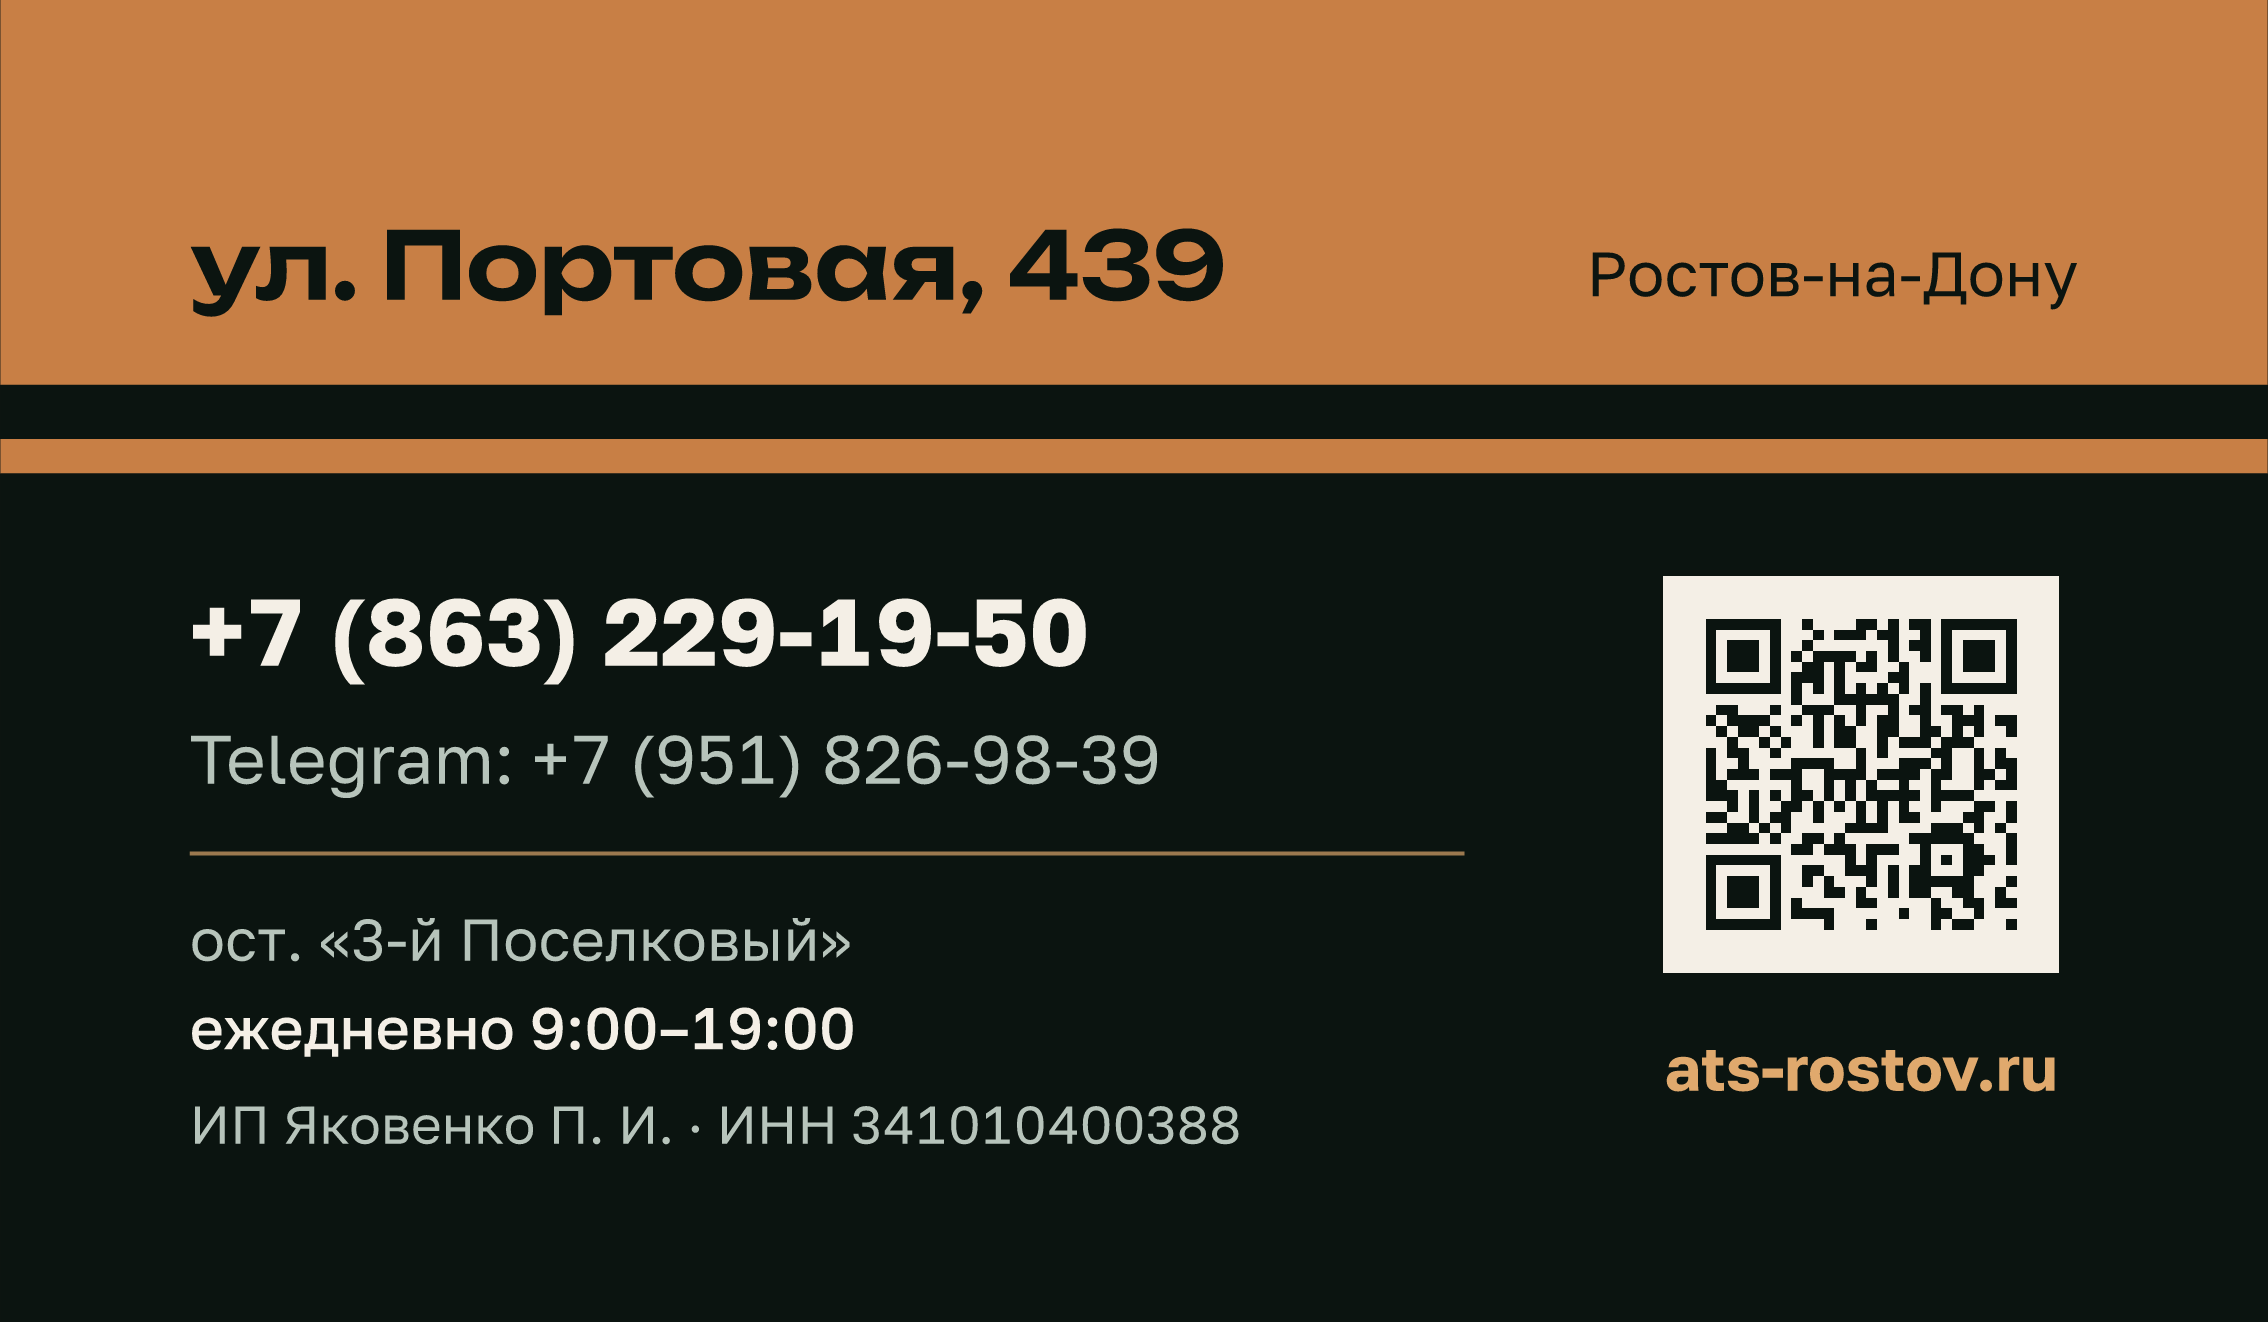 ул. Портовая, 439
Ростов-на-Дону
+7 (863) 229-19-50
Telegram: +7 (951) 826-98-39
ост. «3-й Поселковый»
ежедневно 9:00–19:00
ИП Яковенко П. И. · ИНН 341010400388
ats-rostov.ru